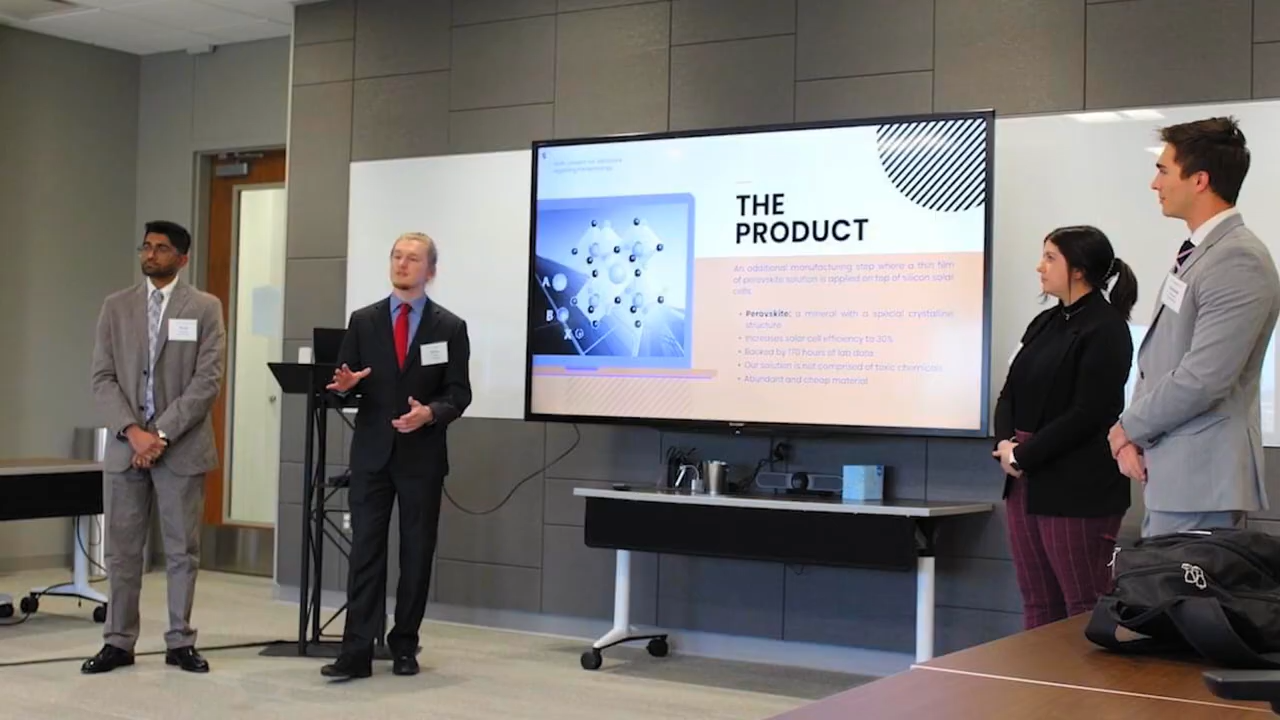 THE
PRODUCT
An additional manufacturing step where a thin film
of perovskite solution is applied on top of silicon solar
cells.
• Perovskite: a mineral with a special crystalline
structure
• Increases solar cell efficiency to 30%
• Backed by 170 hours of lab data
• Our solution is not comprised of toxic chemicals
• Abundant and cheap material
A
B
X